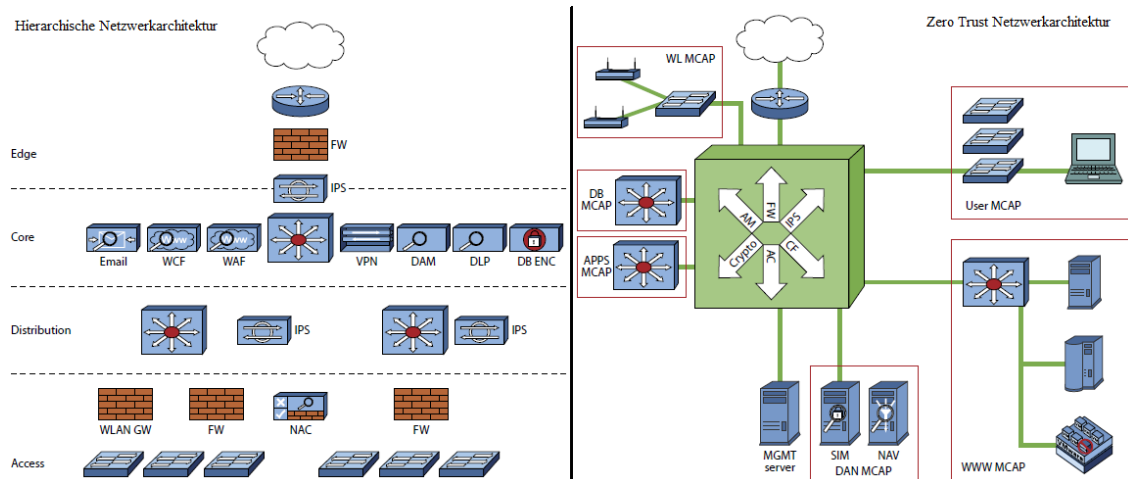 Hierarchische Netzwerkarchitektur
FW
Edge
IPS
Core
Email
WCF
WAF
VPN
DAM
DLP
DB ENC
Distribution
IPS
IPS
WLAN GW
FW
NAC
FW
Access
Zero Trust Netzwerkarchitektur
WL MCAP
User MCAP
DB
MCAP
APPS
MCAP
AM
FW
IPS
Crypto
AC
CF
MGMT
server
SIM
NAV
DAN MCAP
WWW MCAP